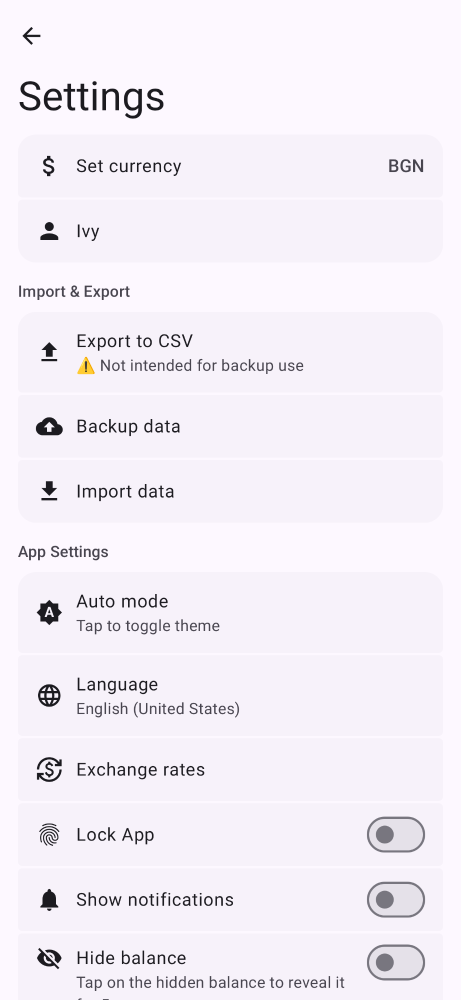 Settings
Set currency BGN
Ivy
Import & Export
Export to CSV
⚠️ Not intended for backup use
Backup data
Import data
App Settings
Auto mode
Tap to toggle theme
Language
English (United States)
Exchange rates
Lock App
Show notifications
Hide balance
Tap on the hidden balance to reveal it